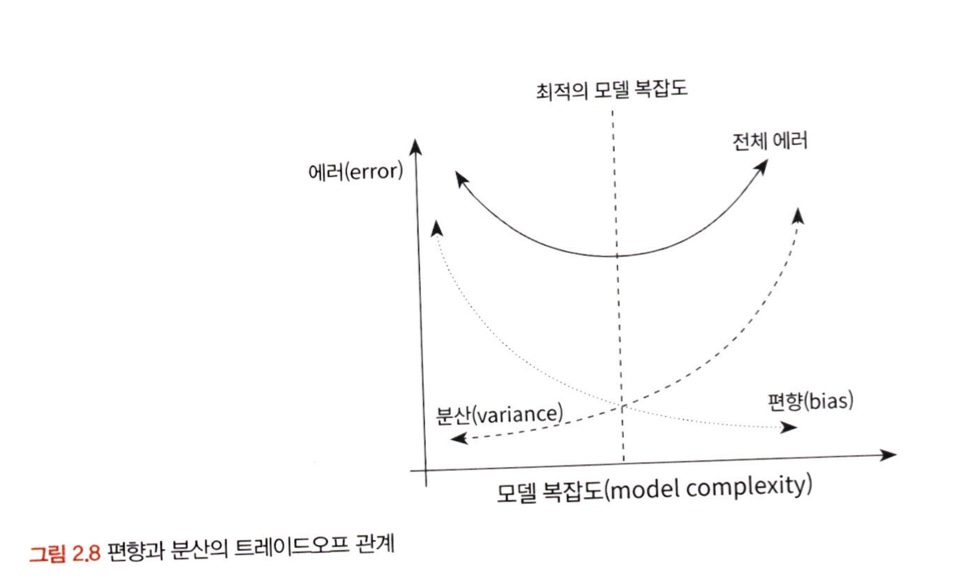 최적의 모델 복잡도
전체 에러
에러(error)
분산(variance)
편향(bias)
모델 복잡도(model complexity)
그림 2.8 편향과 분산의 트레이드오프 관계